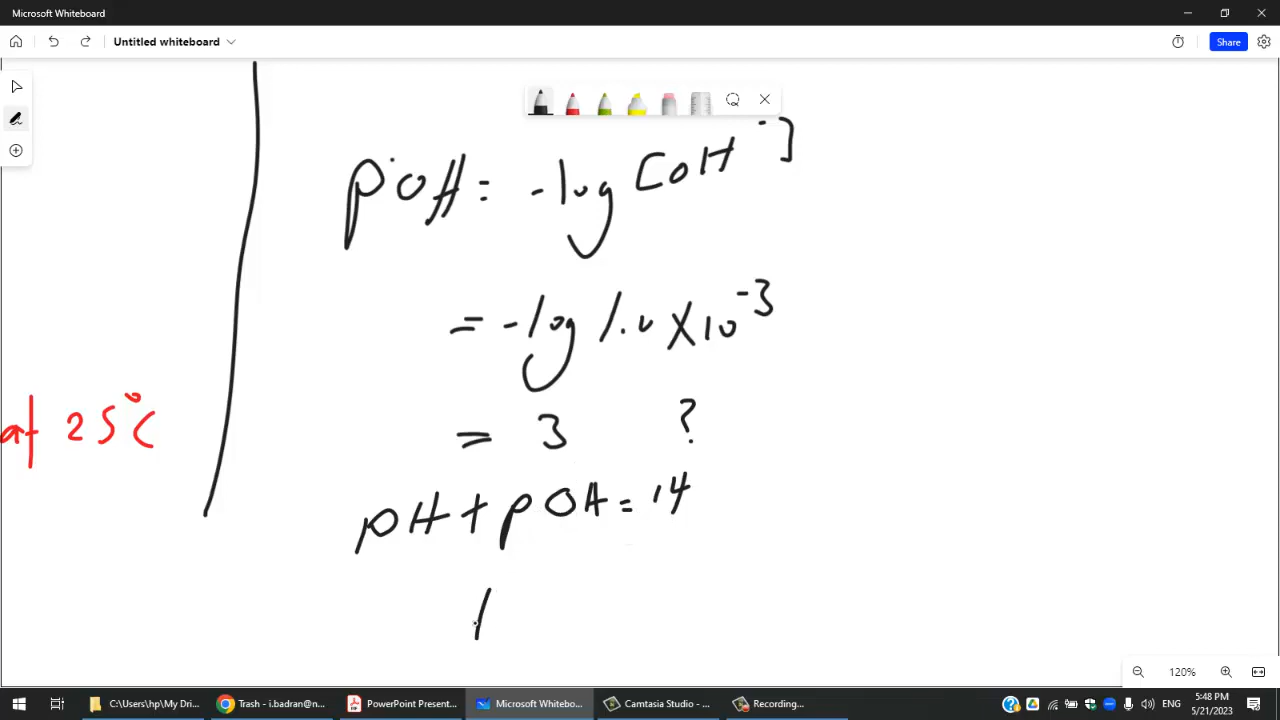 Microsoft Whiteboard
Untitled whiteboard
Share
pOH = -log [OH⁻]
= -log 1.0 × 10⁻³
= 3 ?
at 25°C
pH + pOH = 14
120%
C:\Users\hp\My Dri...
Trash - i.badran@n...
PowerPoint Present...
Microsoft Whitebo...
Camtasia Studio - ...
Recording...
ENG
5:48 PM
5/21/2023